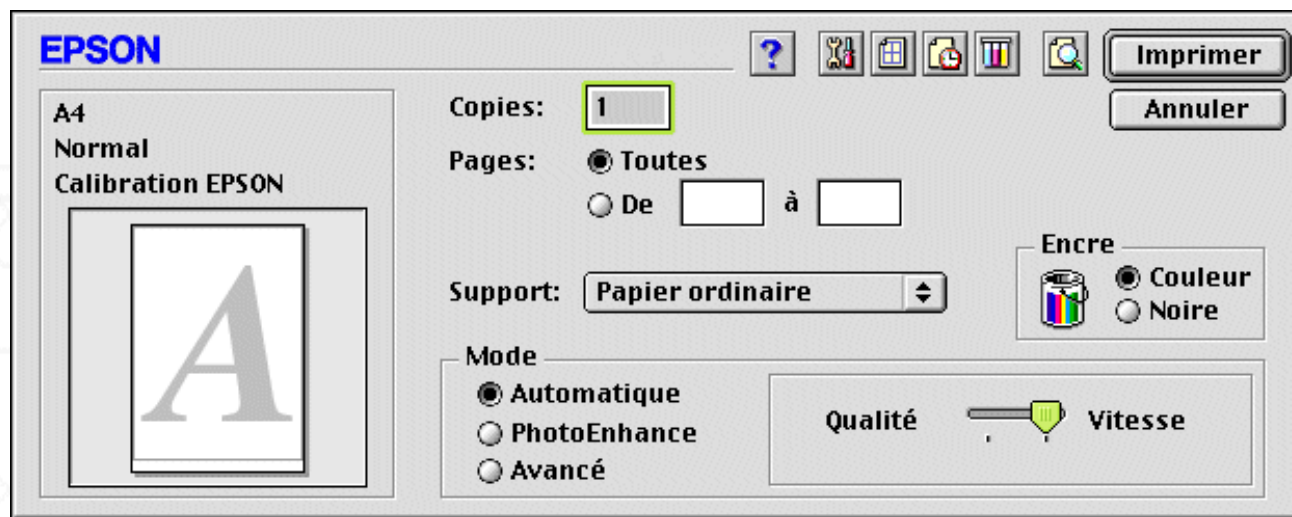 EPSON
?
Imprimer
Annuler
A4
Normal
Calibration EPSON
A
Copies: 1
Pages: Toutes
De à
Support: Papier ordinaire
Encre
Couleur
Noire
Mode
Automatique
PhotoEnhance
Avancé
Qualité Vitesse